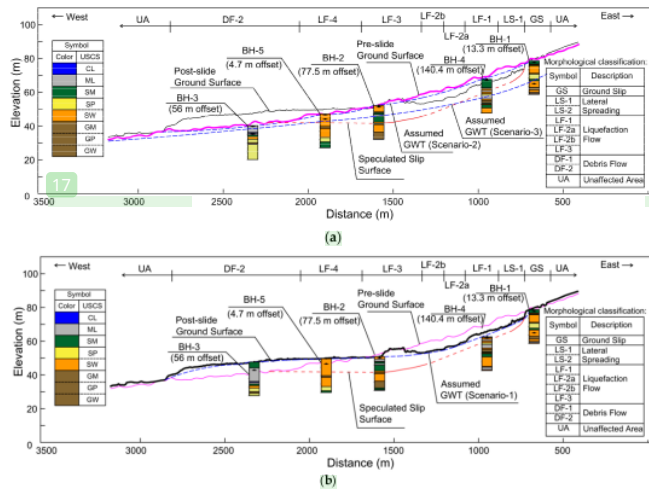 (a)
← West
East →
UA
DF-2
LF-4
LF-3
LF-2b
LF-2a
LF-1
LS-1
GS
UA
Symbol
Color
USCS
CL
ML
SM
SP
SW
GM
GP
GW
BH-5
(4.7 m offset)
BH-2
(77.5 m offset)
Pre-slide
Ground Surface
BH-4
(140.4 m offset)
BH-1
(13.3 m offset)
Post-slide
Ground Surface
BH-3
(56 m offset)
Assumed
GWT (Scenario-2)
Assumed
GWT (Scenario-3)
Speculated Slip
Surface
Morphological classification:
Symbol
Description
GS
Ground Slip
LS-1
Lateral
LS-2
Spreading
LF-1
LF-2a
Liquefaction
LF-2b
Flow
LF-3
DF-1
Debris Flow
DF-2
UA
Unaffected Area
Elevation (m)
100
80
60
40
20
0
17
3500
3000
2500
2000
1500
1000
500
0
Distance (m)
(a)
← West
East →
UA
DF-2
LF-4
LF-3
LF-2b
LF-2a
LF-1
LS-1
GS
UA
Symbol
Color
USCS
CL
ML
SM
SP
SW
GM
GP
GW
BH-5
(4.7 m offset)
BH-2
(77.5 m offset)
Pre-slide
Ground Surface
BH-4
(140.4 m offset)
BH-1
(13.3 m offset)
Post-slide
Ground Surface
BH-3
(56 m offset)
Assumed
GWT (Scenario-1)
Speculated Slip
Surface
Morphological classification:
Symbol
Description
GS
Ground Slip
LS-1
Lateral
LS-2
Spreading
LF-1
LF-2a
Liquefaction
LF-2b
Flow
LF-3
DF-1
Debris Flow
DF-2
UA
Unaffected Area
Elevation (m)
100
80
60
40
20
0
3500
3000
2500
2000
1500
1000
500
0
Distance (m)
(b)